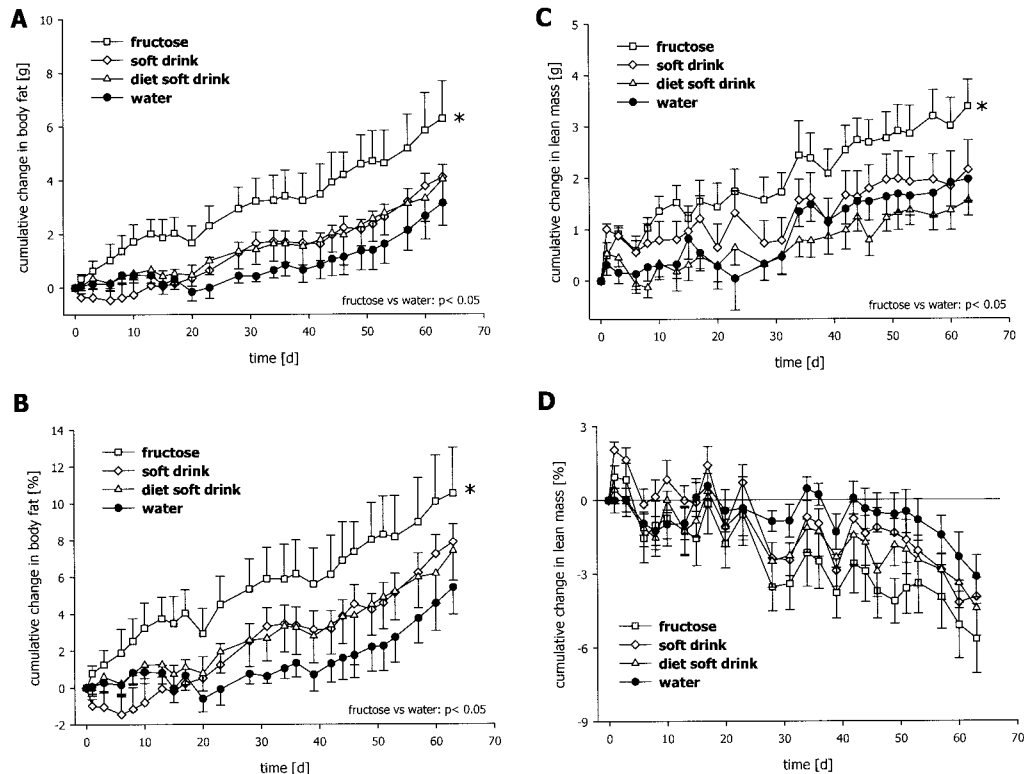 A
10
8
6
4
2
0
cumulative change in body fat [g]
fructose
soft drink
diet soft drink
water
*
fructose vs water: p< 0.05
0 10 20 30 40 50 60 70
time [d]
C
5
4
3
2
1
0
cumulative change in lean mass [g]
fructose
soft drink
diet soft drink
water
*
fructose vs water: p< 0.05
0 10 20 30 40 50 60 70
time [d]
B
14
12
10
8
6
4
2
0
-2
cumulative change in body fat [%]
fructose
soft drink
diet soft drink
water
*
fructose vs water: p< 0.05
0 10 20 30 40 50 60 70
time [d]
D
3
0
-3
-6
-9
cumulative change in lean mass [%]
fructose
soft drink
diet soft drink
water
0 10 20 30 40 50 60 70
time [d]